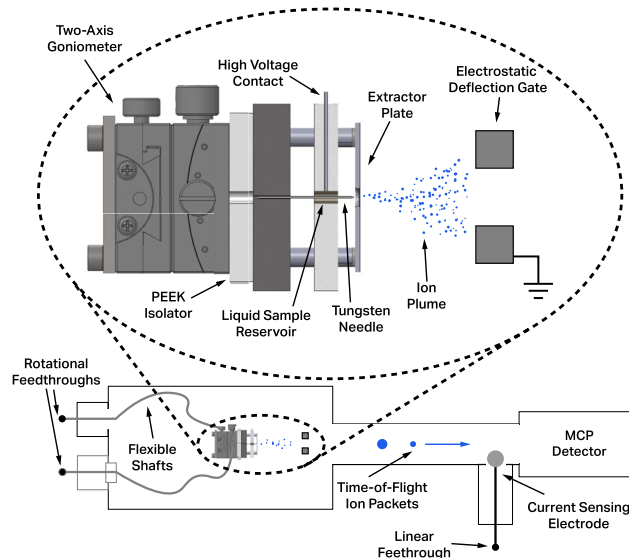 Two-Axis
Goniometer
High Voltage
Contact
Extractor
Plate
Electrostatic
Deflection Gate
PEEK
Isolator
Liquid Sample
Reservoir
Tungsten
Needle
Ion
Plume
Rotational
Feedthroughs
Flexible
Shafts
Time-of-Flight
Ion Packets
MCP
Detector
Current Sensing
Electrode
Linear
Feethrough